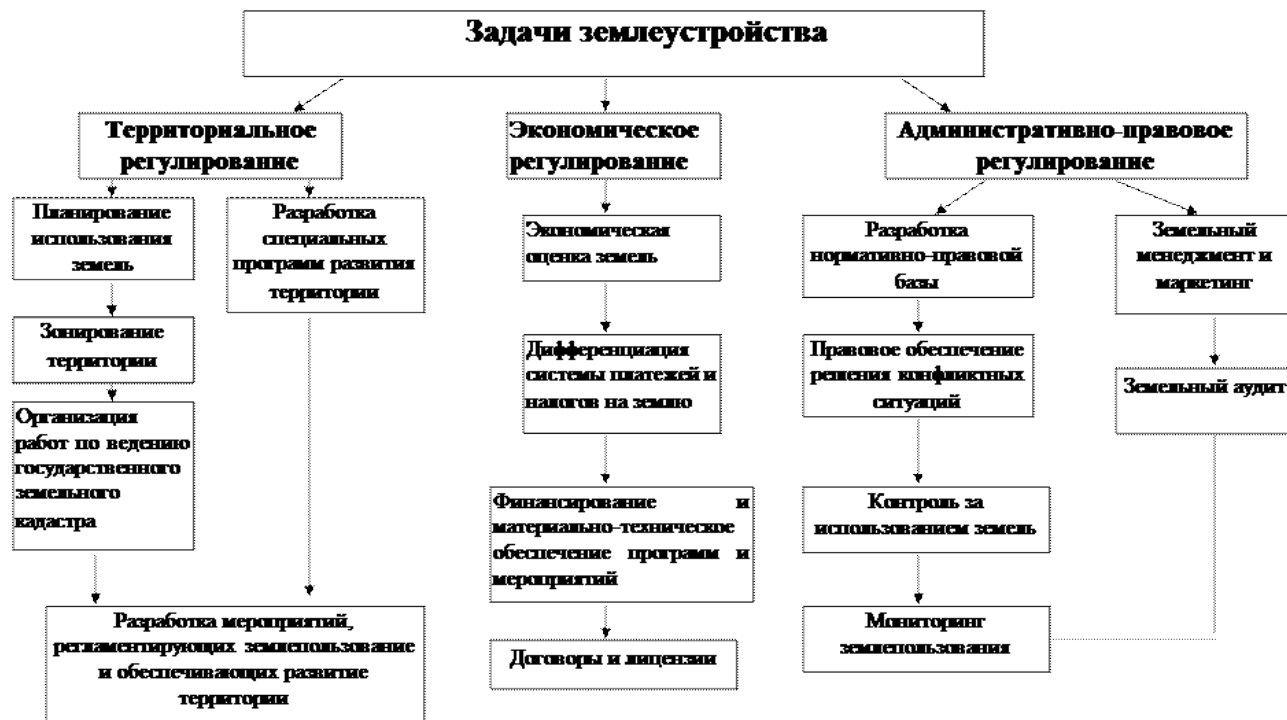 Задачи землеустройства
Территориальное
регулирование
Экономическое
регулирование
Административно-правовое
регулирование
Планирование
использования
земель
Разработка
специальных
программ развития
территории
Экономическая
оценка земель
Разработка
нормативно-правовой
базы
Земельный
менеджмент и
маркетинг
Зонирование
территории
Дифференциация
системы платежей и
налогов на землю
Правовое обеспечение
решения конфликтных
ситуаций
Земельный аудит
Организация
работ по ведению
государственного
земельного
кадастра
Финансирование и
материально-техническое
обеспечение программ и
мероприятий
Контроль за
использованием земель
Разработка мероприятий,
регламентирующих землепользование
и обеспечивающих развитие
территории
Договоры и лицензии
Мониторинг
землепользования